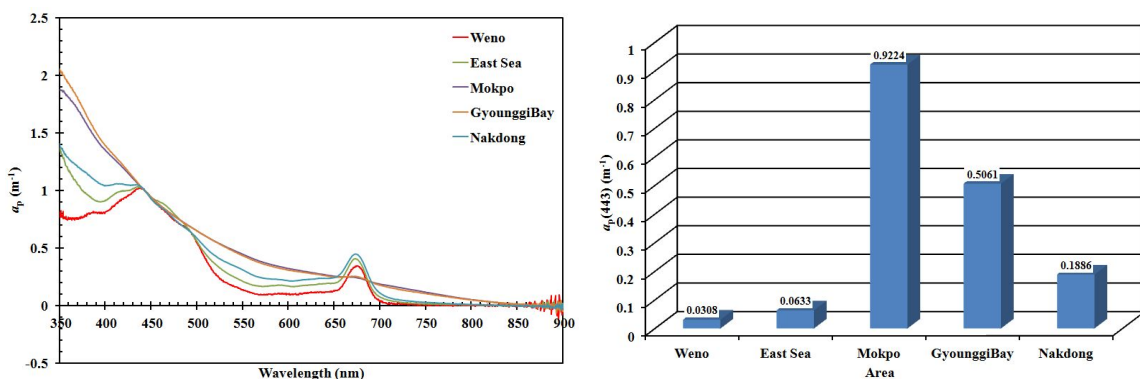 2.5
2
1.5
1
0.5
0
-0.5
350 400 450 500 550 600 650 700 750 800 850 900
Wavelength (nm)
aₚ (m⁻¹)
Weno
East Sea
Mokpo
GyounggiBay
Nakdong
1
0.9
0.8
0.7
0.6
0.5
0.4
0.3
0.2
0.1
0
aₚ(443) (m⁻¹)
0.0308
0.0633
0.9224
0.5061
0.1886
Weno East Sea Mokpo GyounggiBay Nakdong
Area